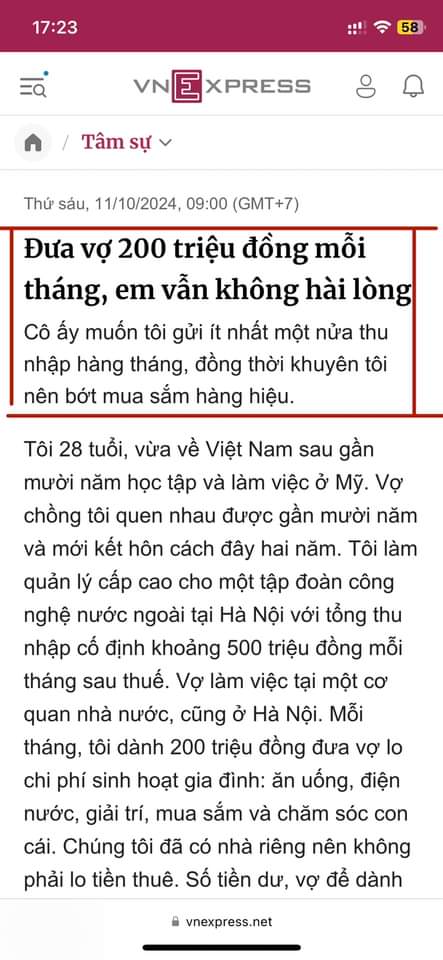 17:23
58
VNEXPRESS
/ Tâm sự
Thứ sáu, 11/10/2024, 09:00 (GMT+7)
Đưa vợ 200 triệu đồng mỗi
tháng, em vẫn không hài lòng
Cô ấy muốn tôi gửi ít nhất một nửa thu
nhập hàng tháng, đồng thời khuyên tôi
nên bớt mua sắm hàng hiệu.
Tôi 28 tuổi, vừa về Việt Nam sau gần
mười năm học tập và làm việc ở Mỹ. Vợ
chồng tôi quen nhau được gần mười năm
và mới kết hôn cách đây hai năm. Tôi làm
quản lý cấp cao cho một tập đoàn công
nghệ nước ngoài tại Hà Nội với tổng thu
nhập cố định khoảng 500 triệu đồng mỗi
tháng sau thuế. Vợ làm việc tại một cơ
quan nhà nước, cũng ở Hà Nội. Mỗi
tháng, tôi dành 200 triệu đồng đưa vợ lo
chi phí sinh hoạt gia đình: ăn uống, điện
nước, giải trí, mua sắm và chăm sóc con
cái. Chúng tôi đã có nhà riêng nên không
phải lo tiền thuê. Số tiền dư, vợ để dành
vnexpress.net